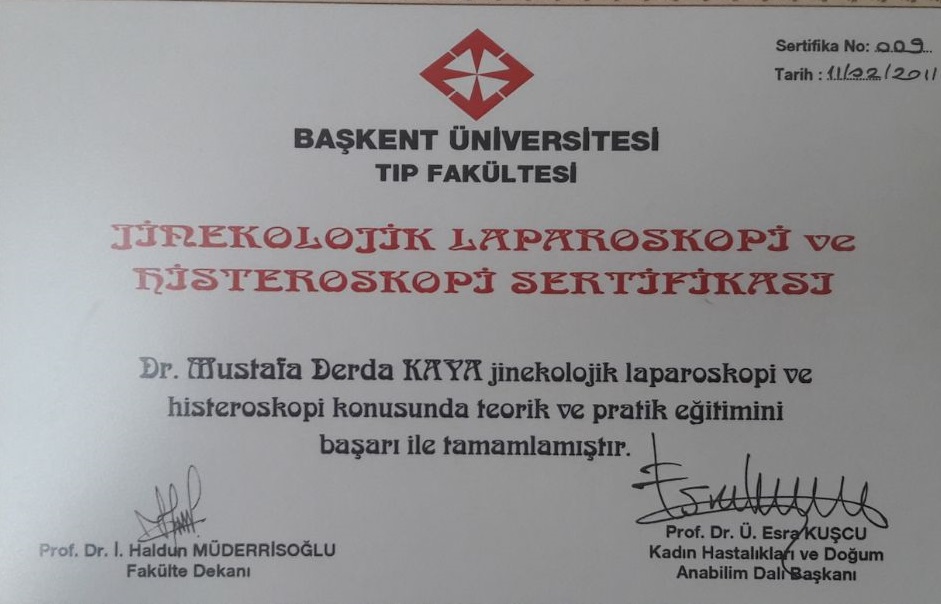 Sertifika No: 009
Tarih : 11/02/2011
BAŞKENT ÜNİVERSİTESİ
TIP FAKÜLTESİ
JİNEKOLOJİK LAPAROSKOPİ ve
HİSTEROSKOPİ SERTİFİKASI
Dr. Mustafa Derda KAYA jinekolojik laparoskopi ve
histeroskopi konusunda teorik ve pratik eğitimini
başarı ile tamamlamıştır.
Prof. Dr. İ. Haldun MÜDERRİSOĞLU
Fakülte Dekanı
Prof. Dr. Ü. Esra KUŞCU
Kadın Hastalıkları ve Doğum
Anabilim Dalı Başkanı